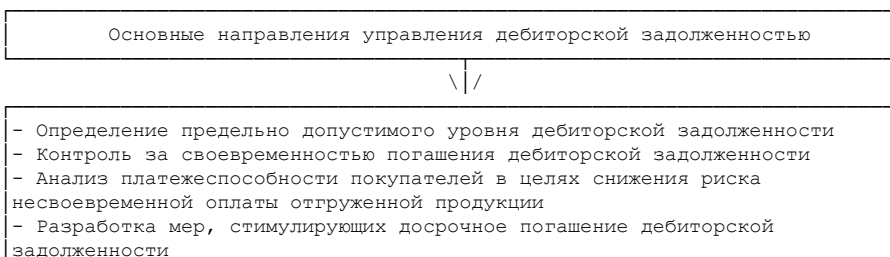 Основные направления управления дебиторской задолженностью
- Определение предельно допустимого уровня дебиторской задолженности
- Контроль за своевременностью погашения дебиторской задолженности
- Анализ платежеспособности покупателей в целях снижения риска
несвоевременной оплаты отгруженной продукции
- Разработка мер, стимулирующих досрочное погашение дебиторской
задолженности